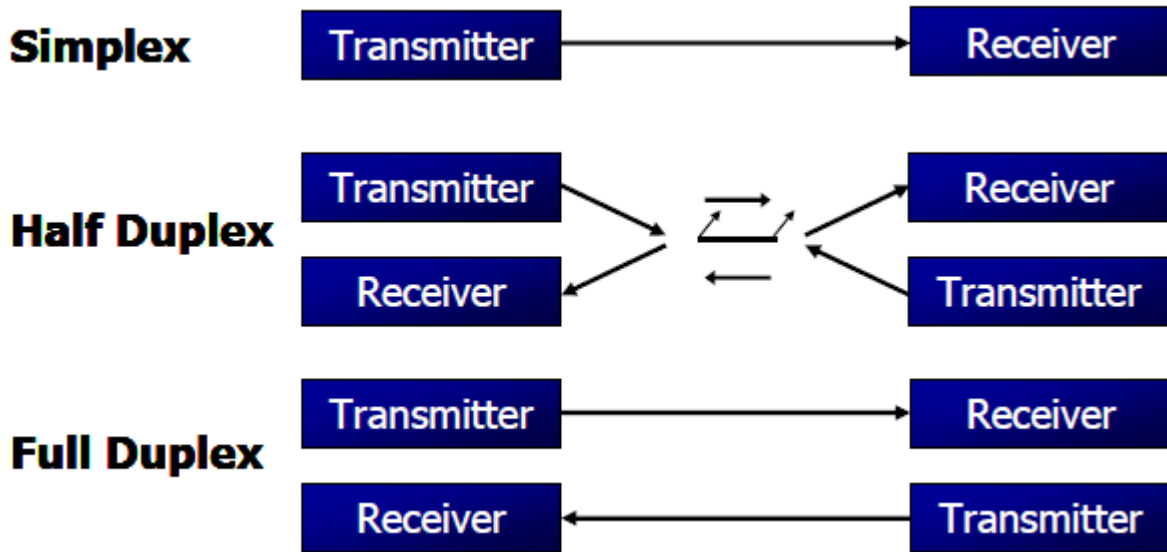 Simplex
Transmitter
Receiver
Half Duplex
Transmitter
Receiver
Receiver
Transmitter
Full Duplex
Transmitter
Receiver
Receiver
Transmitter